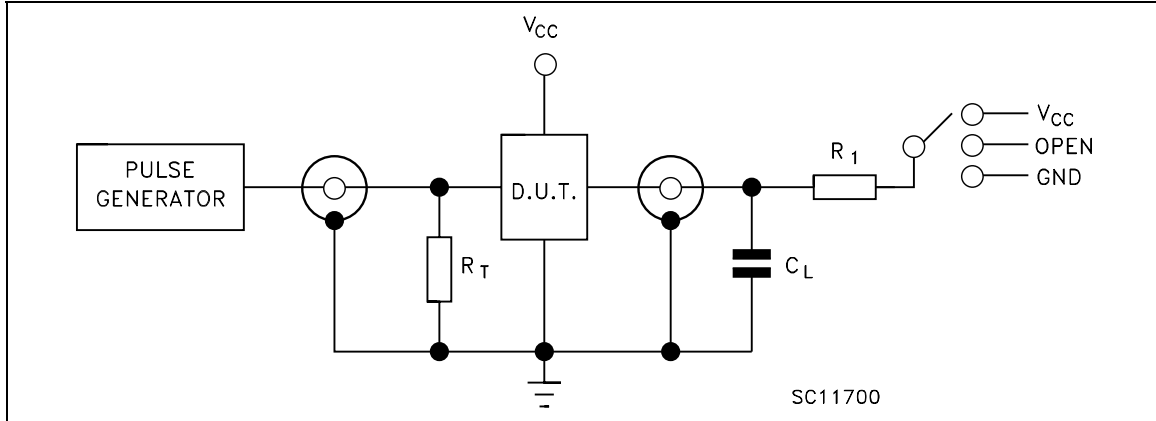 VCC
PULSE
GENERATOR
D.U.T.
RT
CL
R1
VCC
OPEN
GND
SC11700